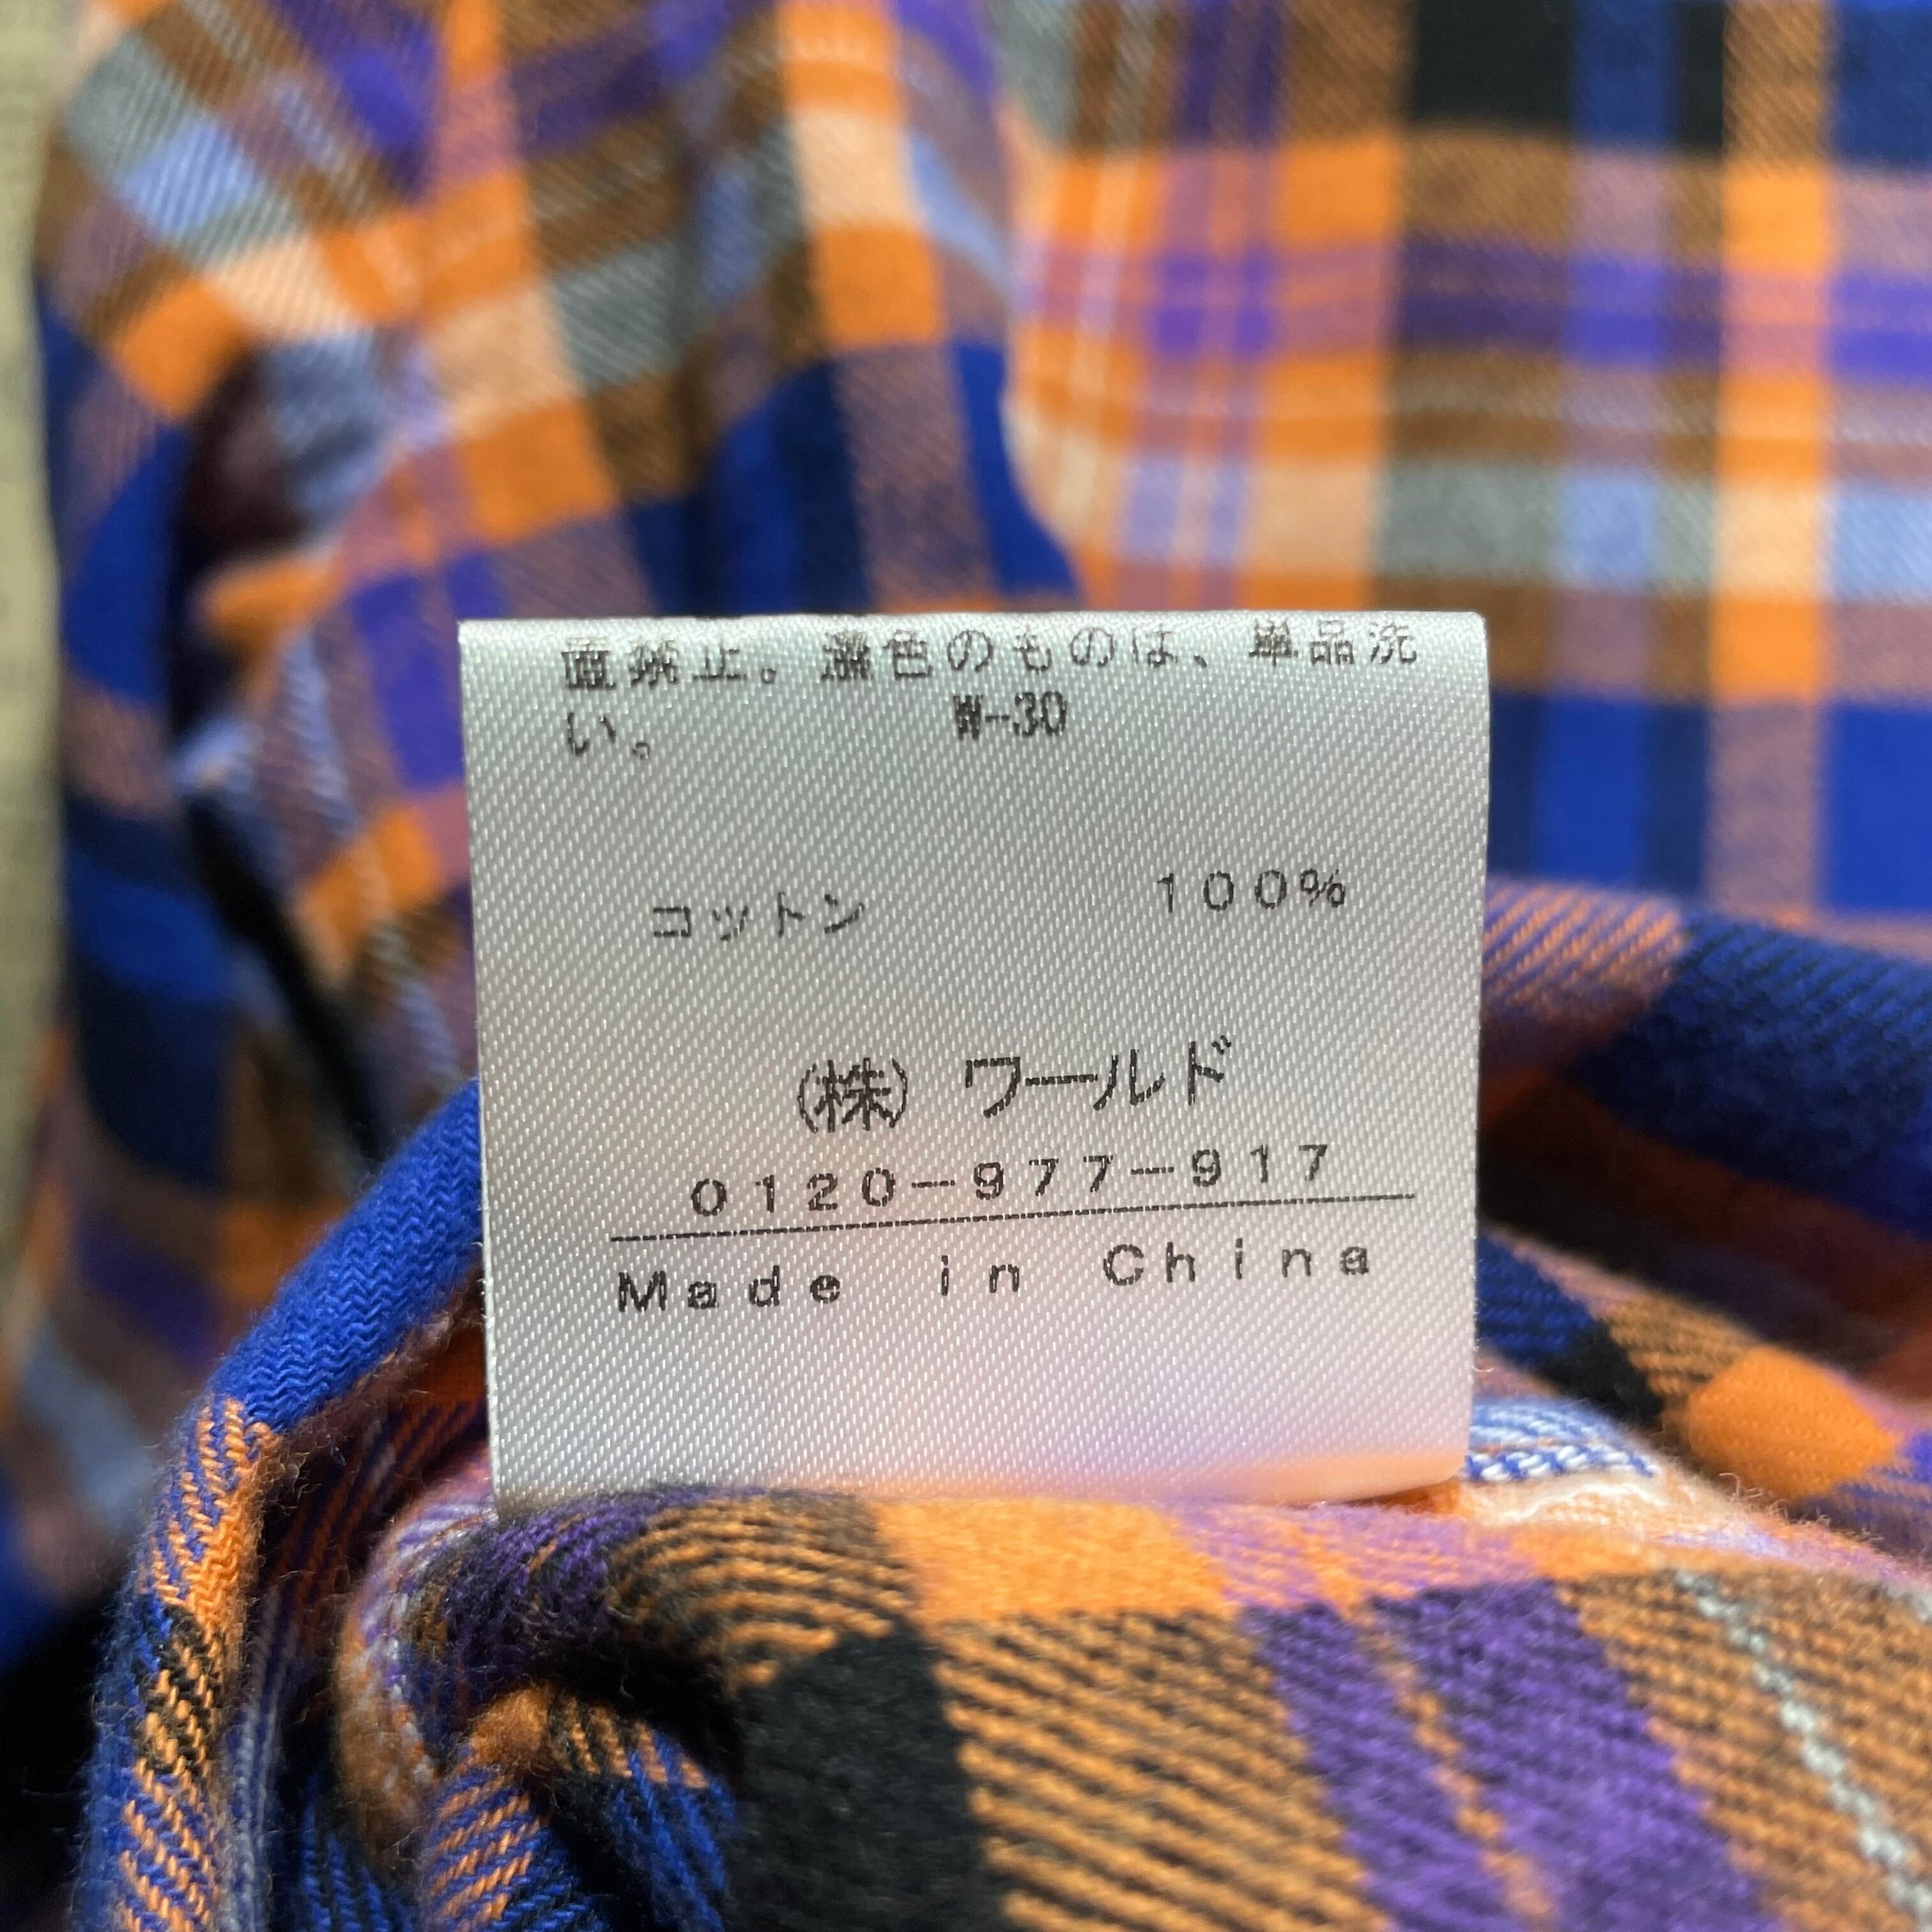 直禁止。濃色のものは、単品洗
い。 W-30
コットン 100%
(株) ワールド
0120-977-917
Made in China